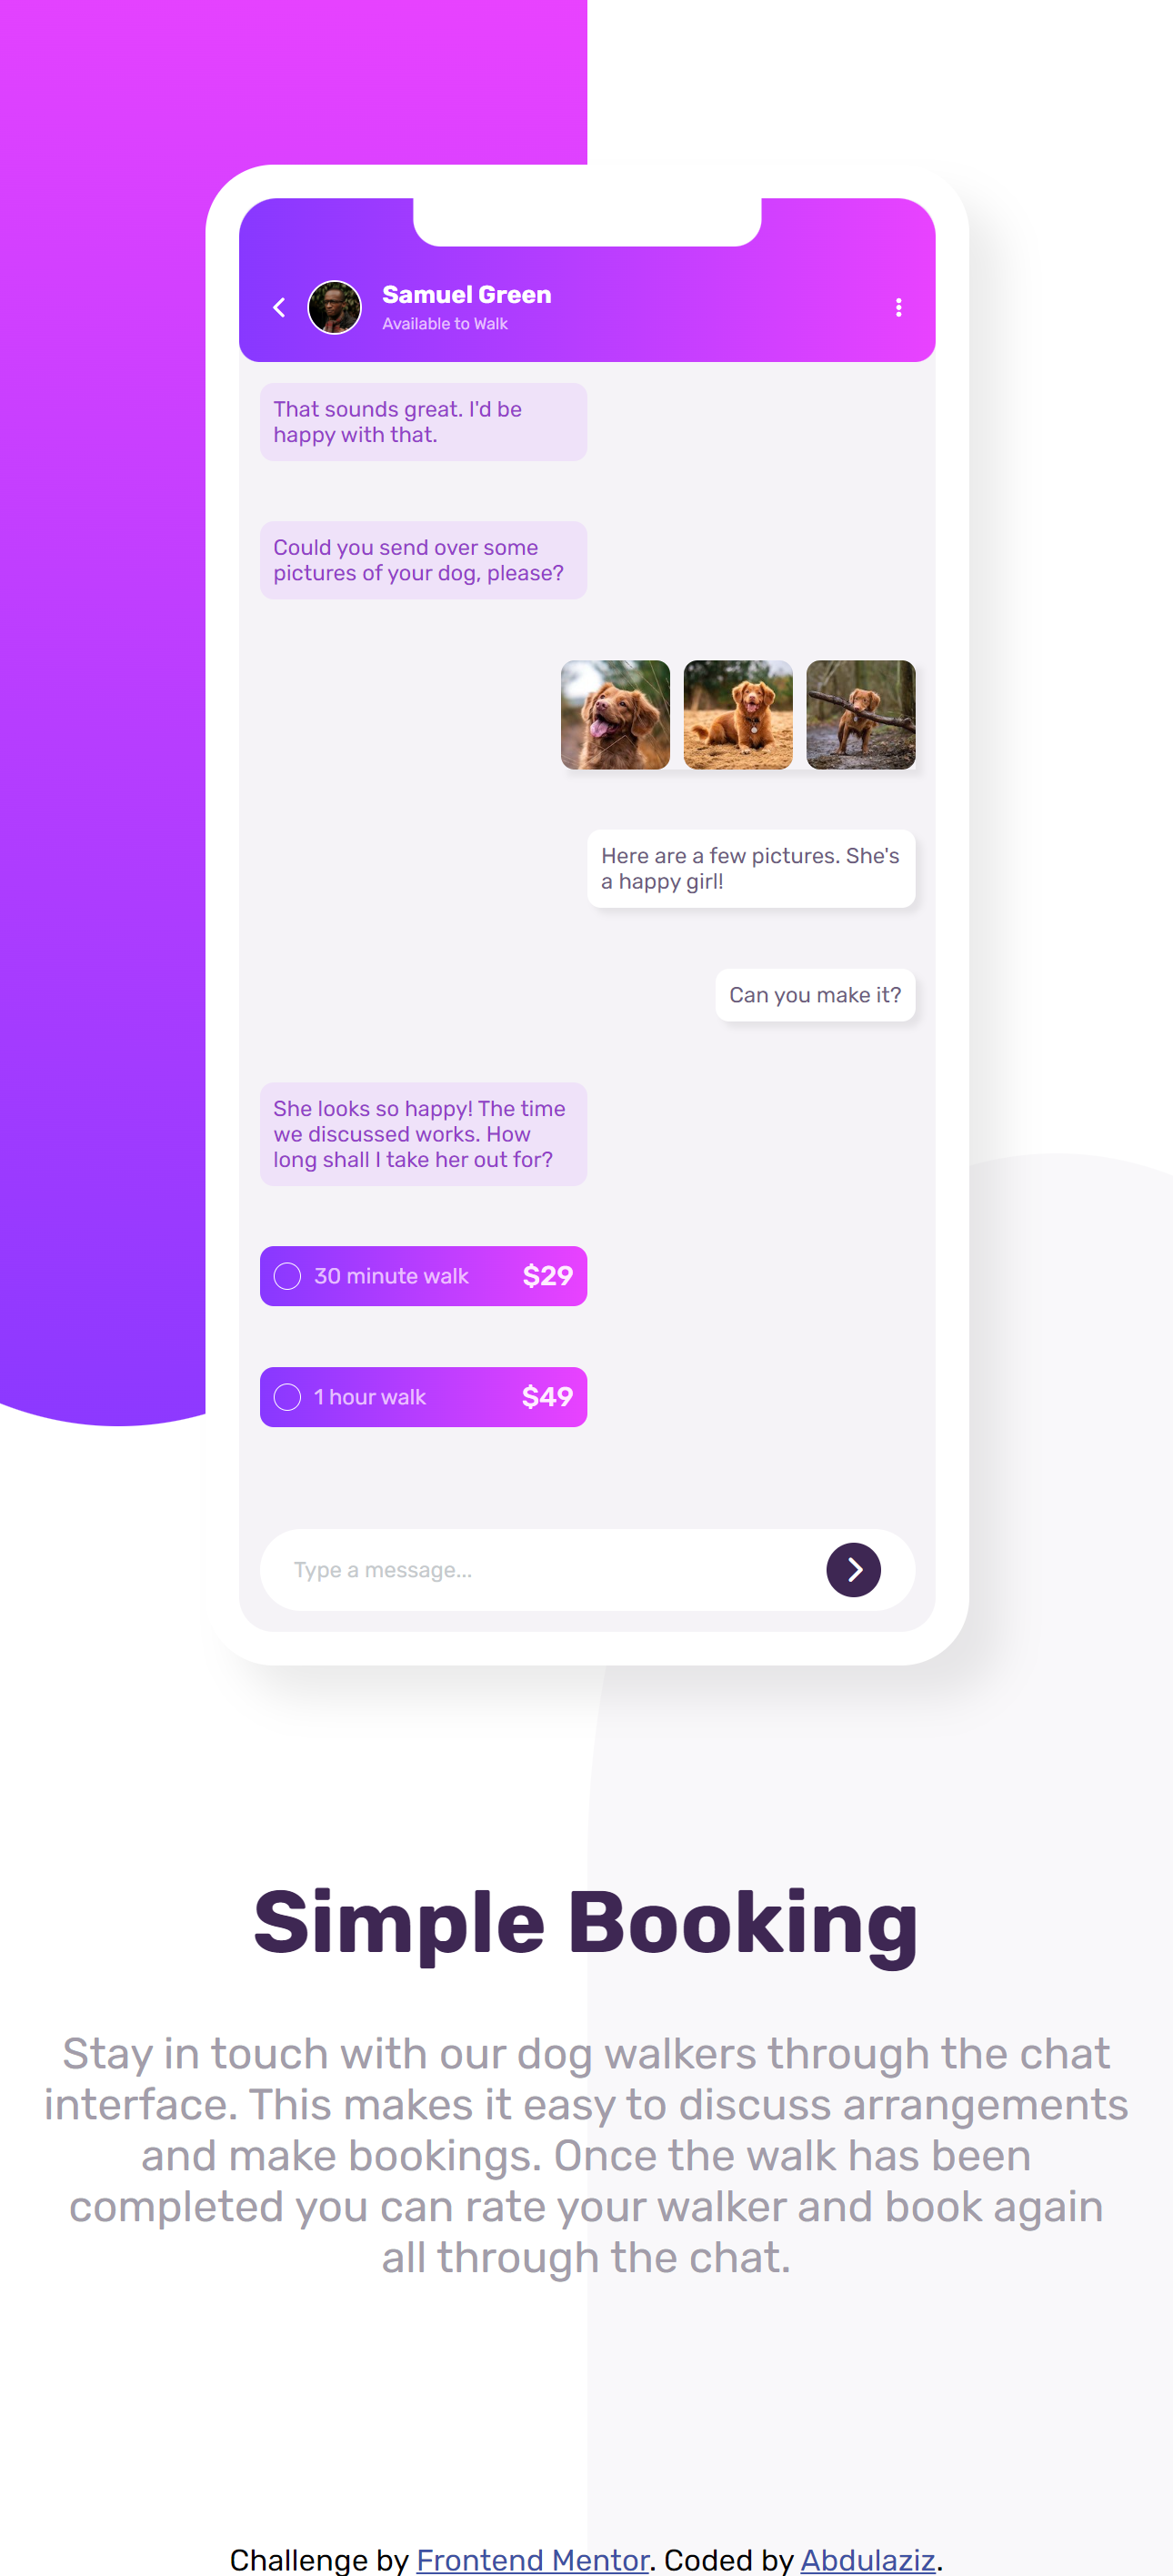 Samuel Green
Available to Walk
That sounds great. I'd be
happy with that.
Could you send over some
pictures of your dog, please?
Here are a few pictures. She's
a happy girl!
Can you make it?
She looks so happy! The time
we discussed works. How
long shall I take her out for?
30 minute walk $29
1 hour walk $49
Type a message...
Simple Booking
Stay in touch with our dog walkers through the chat
interface. This makes it easy to discuss arrangements
and make bookings. Once the walk has been
completed you can rate your walker and book again
all through the chat.
Challenge by Frontend Mentor. Coded by Abdulaziz.